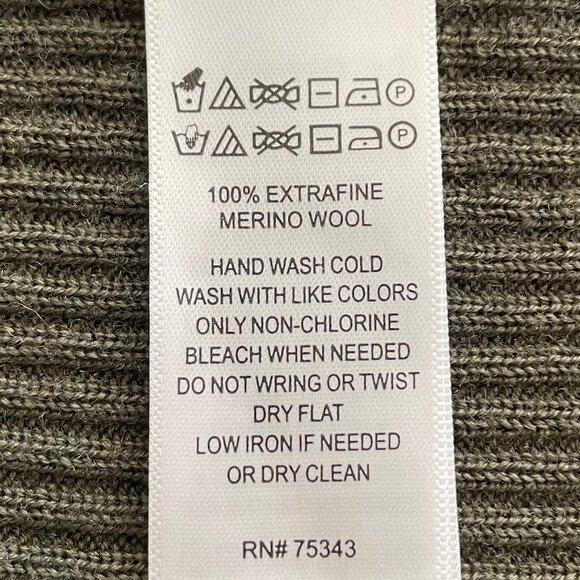 P
P
100% EXTRAFINE
MERINO WOOL
HAND WASH COLD
WASH WITH LIKE COLORS
ONLY NON-CHLORINE
BLEACH WHEN NEEDED
DO NOT WRING OR TWIST
DRY FLAT
LOW IRON IF NEEDED
OR DRY CLEAN
RN# 75343